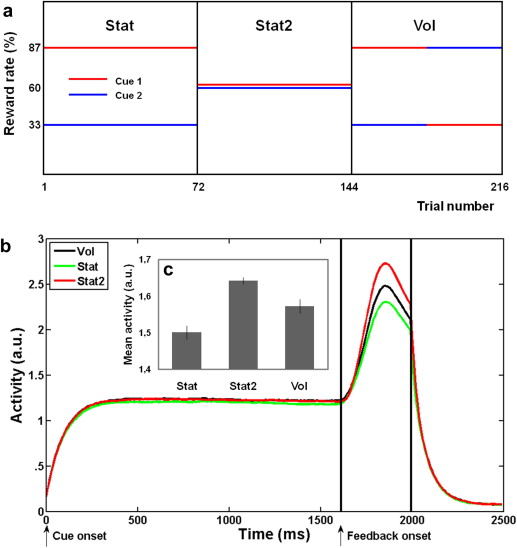 a
Stat Stat2 Vol
Reward rate (%)
87
60
33
Cue 1
Cue 2
1 72 144 216
Trial number
b
Vol
Stat
Stat2
c
Mean activity (a.u.)
1,7
1,6
1,5
1,4
Stat Stat2 Vol
Activity (a.u.)
3
2.5
2
1.5
1
.5
0
0 500 1000 1500 2000 2500
Time (ms)
Cue onset
Feedback onset